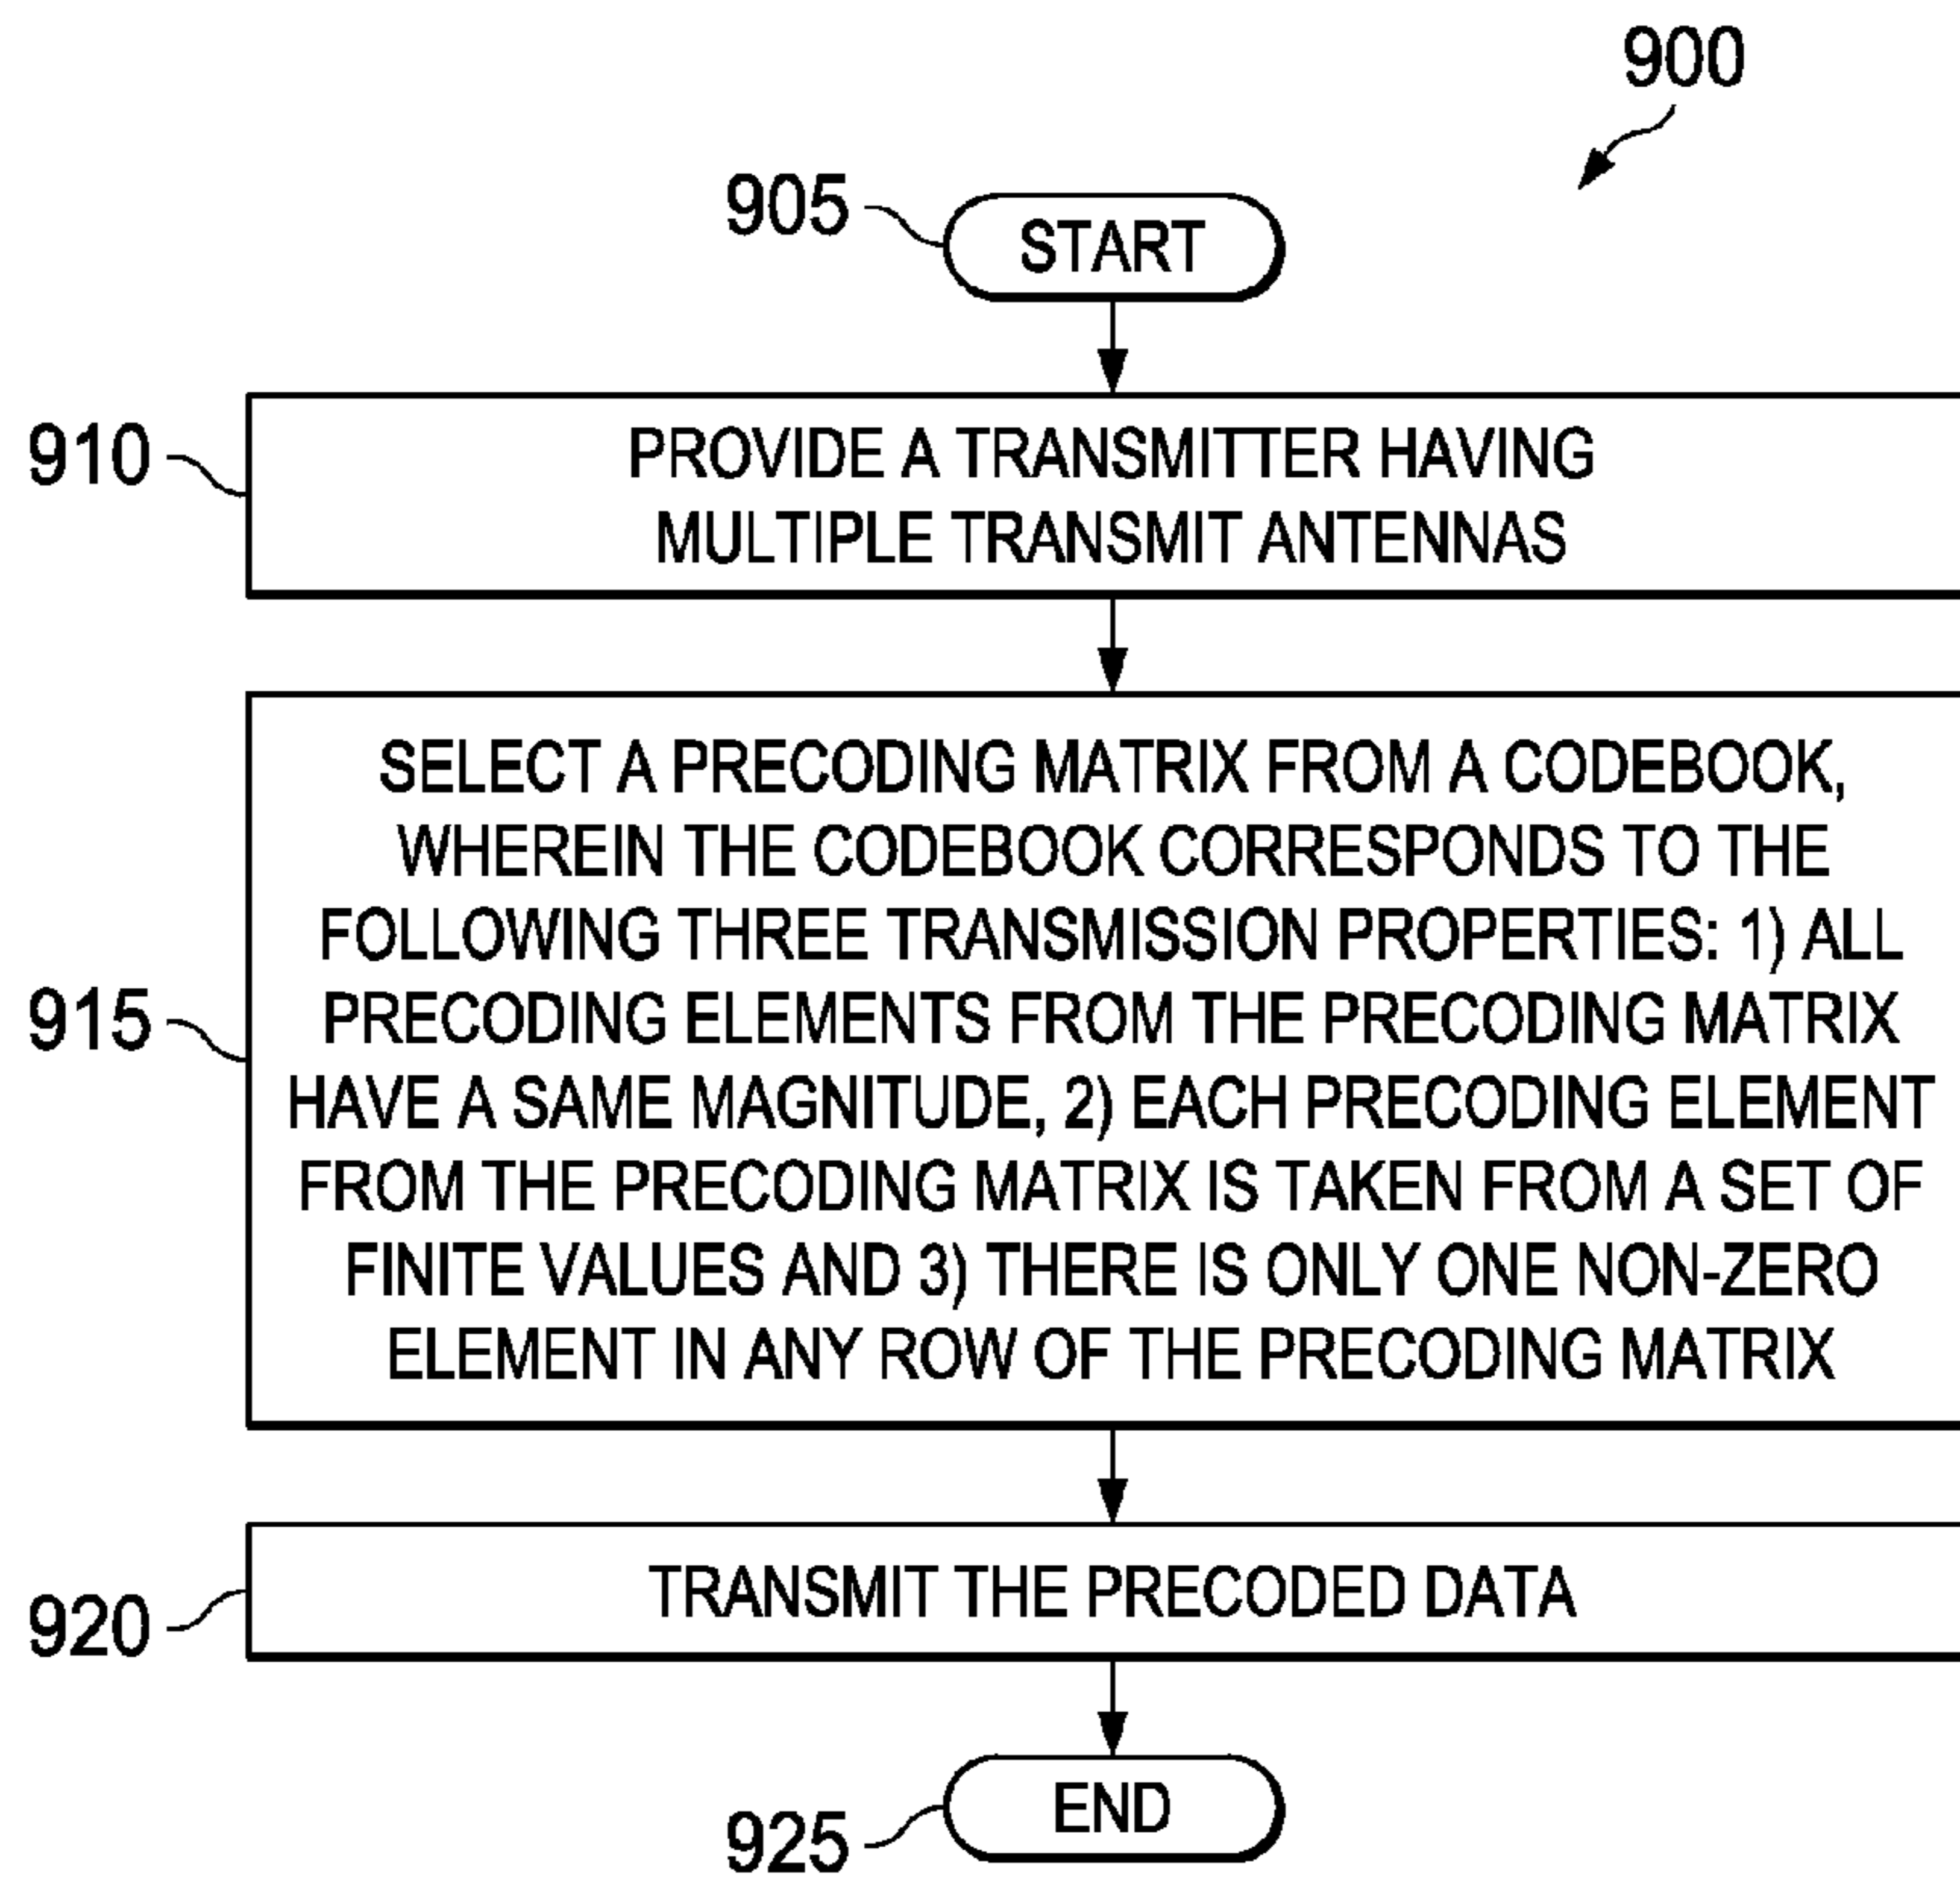 900
905
START
910
PROVIDE A TRANSMITTER HAVING
MULTIPLE TRANSMIT ANTENNAS
915
SELECT A PRECODING MATRIX FROM A CODEBOOK,
WHEREIN THE CODEBOOK CORRESPONDS TO THE
FOLLOWING THREE TRANSMISSION PROPERTIES: 1) ALL
PRECODING ELEMENTS FROM THE PRECODING MATRIX
HAVE A SAME MAGNITUDE, 2) EACH PRECODING ELEMENT
FROM THE PRECODING MATRIX IS TAKEN FROM A SET OF
FINITE VALUES AND 3) THERE IS ONLY ONE NON-ZERO
ELEMENT IN ANY ROW OF THE PRECODING MATRIX
920
TRANSMIT THE PRECODED DATA
925
END